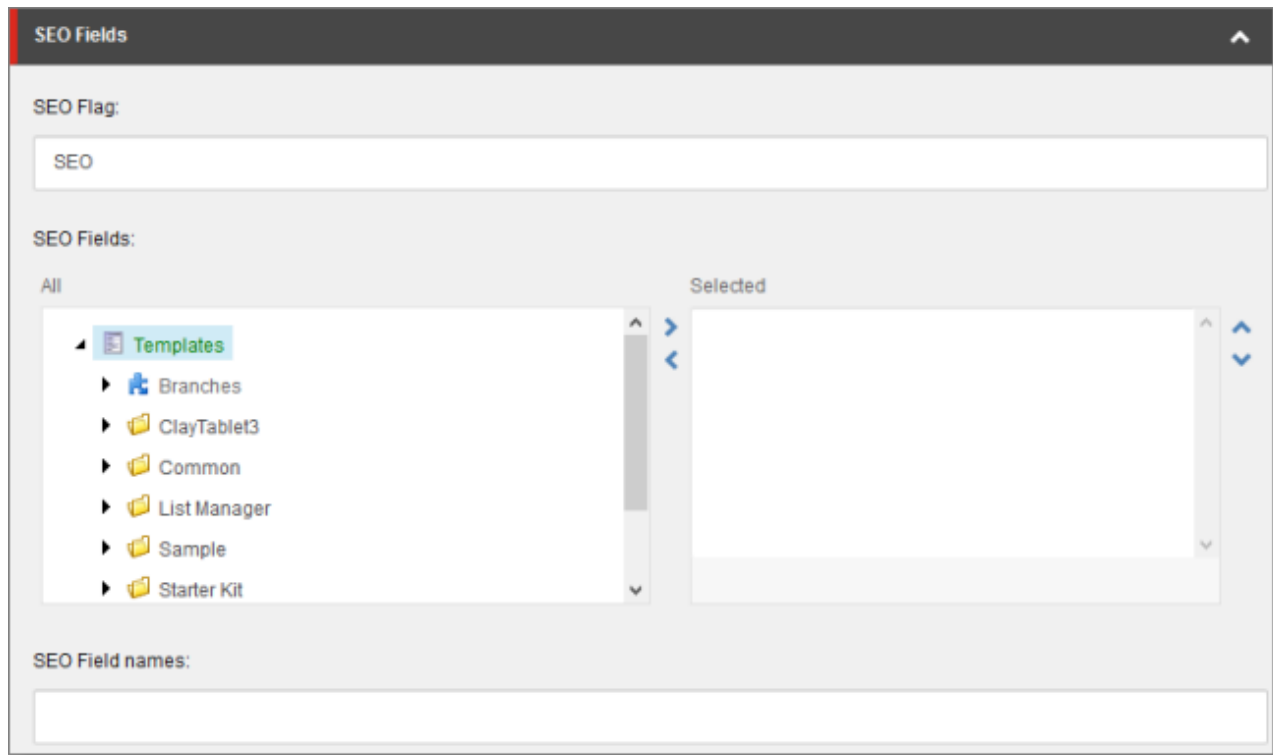 SEO Fields
SEO Flag:
SEO
SEO Fields:
All
Selected
Templates
Branches
ClayTablet3
Common
List Manager
Sample
Starter Kit
SEO Field names: